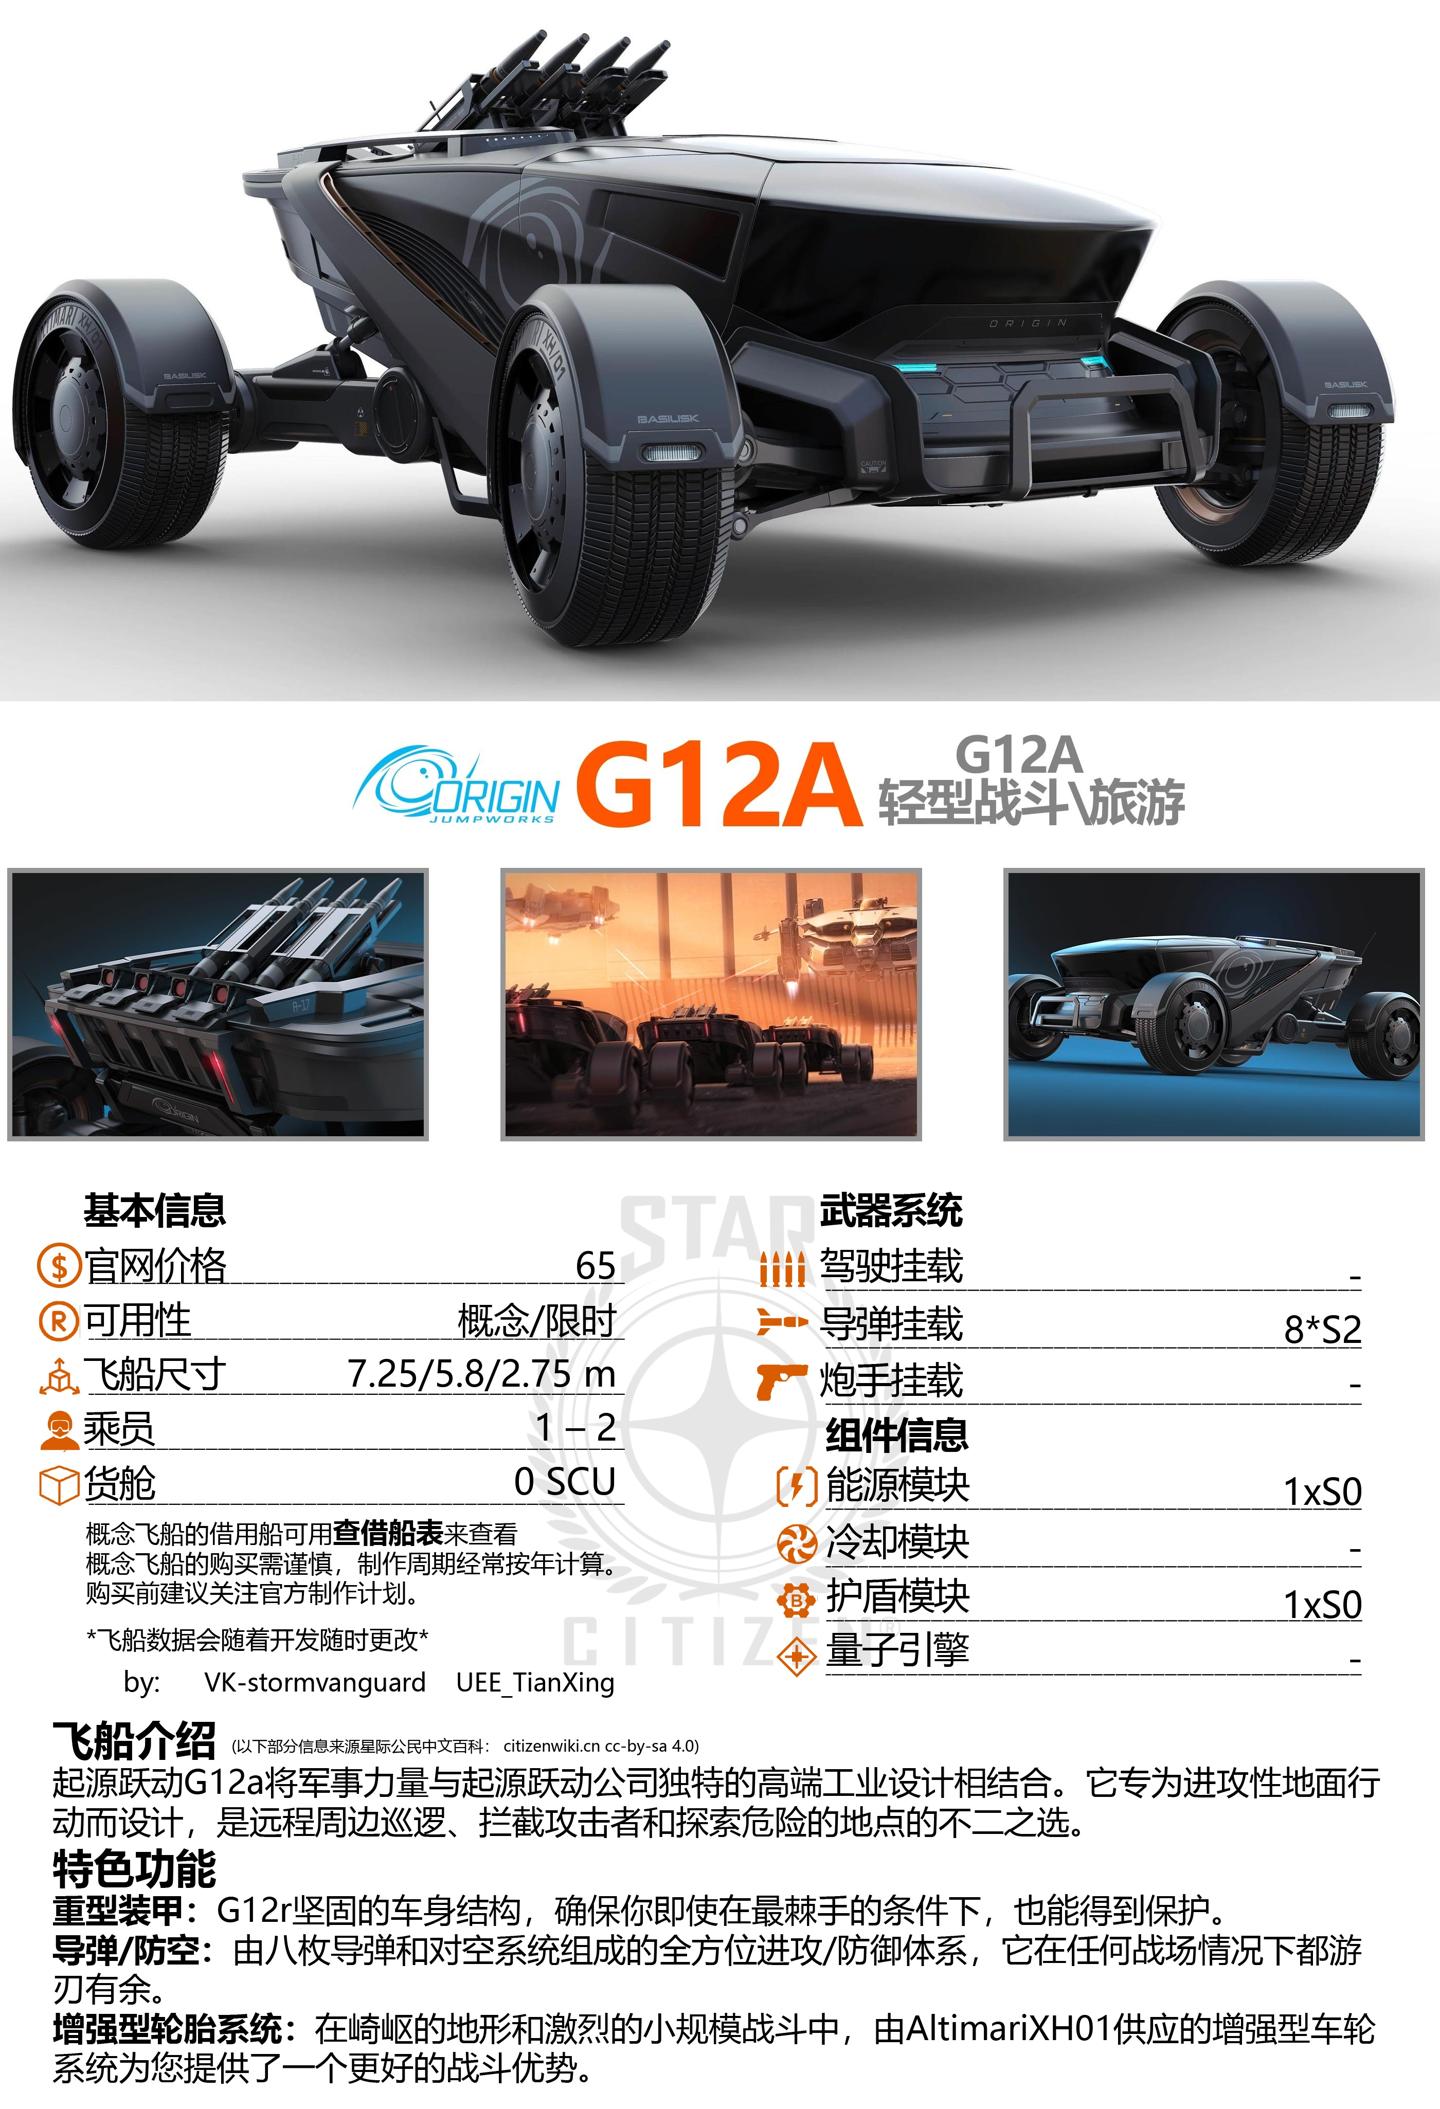 ALTIMARI XH/01
XH/01
BASILISK
BASILISK
BASILISK
ORIGIN
CAUTION
ORIGIN
JUMPWORKS
G12A
G12A
轻型战斗\旅游
A-17
ORIGIN
STAR
CITIZEN®
基本信息
官网价格 65
可用性 概念/限时
飞船尺寸 7.25/5.8/2.75 m
乘员 1 – 2
货舱 0 SCU
概念飞船的借用船可用查借船表来查看
概念飞船的购买需谨慎，制作周期经常按年计算。
购买前建议关注官方制作计划。
*飞船数据会随着开发随时更改*
by: VK-stormvanguard UEE_TianXing
武器系统
驾驶挂载 -
导弹挂载 8*S2
炮手挂载 -
组件信息
能源模块 1xS0
冷却模块 -
护盾模块 1xS0
量子引擎 -
飞船介绍 (以下部分信息来源星际公民中文百科： citizenwiki.cn cc-by-sa 4.0)
起源跃动G12a将军事力量与起源跃动公司独特的高端工业设计相结合。它专为进攻性地面行
动而设计，是远程周边巡逻、拦截攻击者和探索危险的地点的不二之选。
特色功能
重型装甲：G12r坚固的车身结构，确保你即使在最棘手的条件下，也能得到保护。
导弹/防空：由八枚导弹和对空系统组成的全方位进攻/防御体系，它在任何战场情况下都游
刃有余。
增强型轮胎系统：在崎岖的地形和激烈的小规模战斗中，由AltimariXH01供应的增强型车轮
系统为您提供了一个更好的战斗优势。